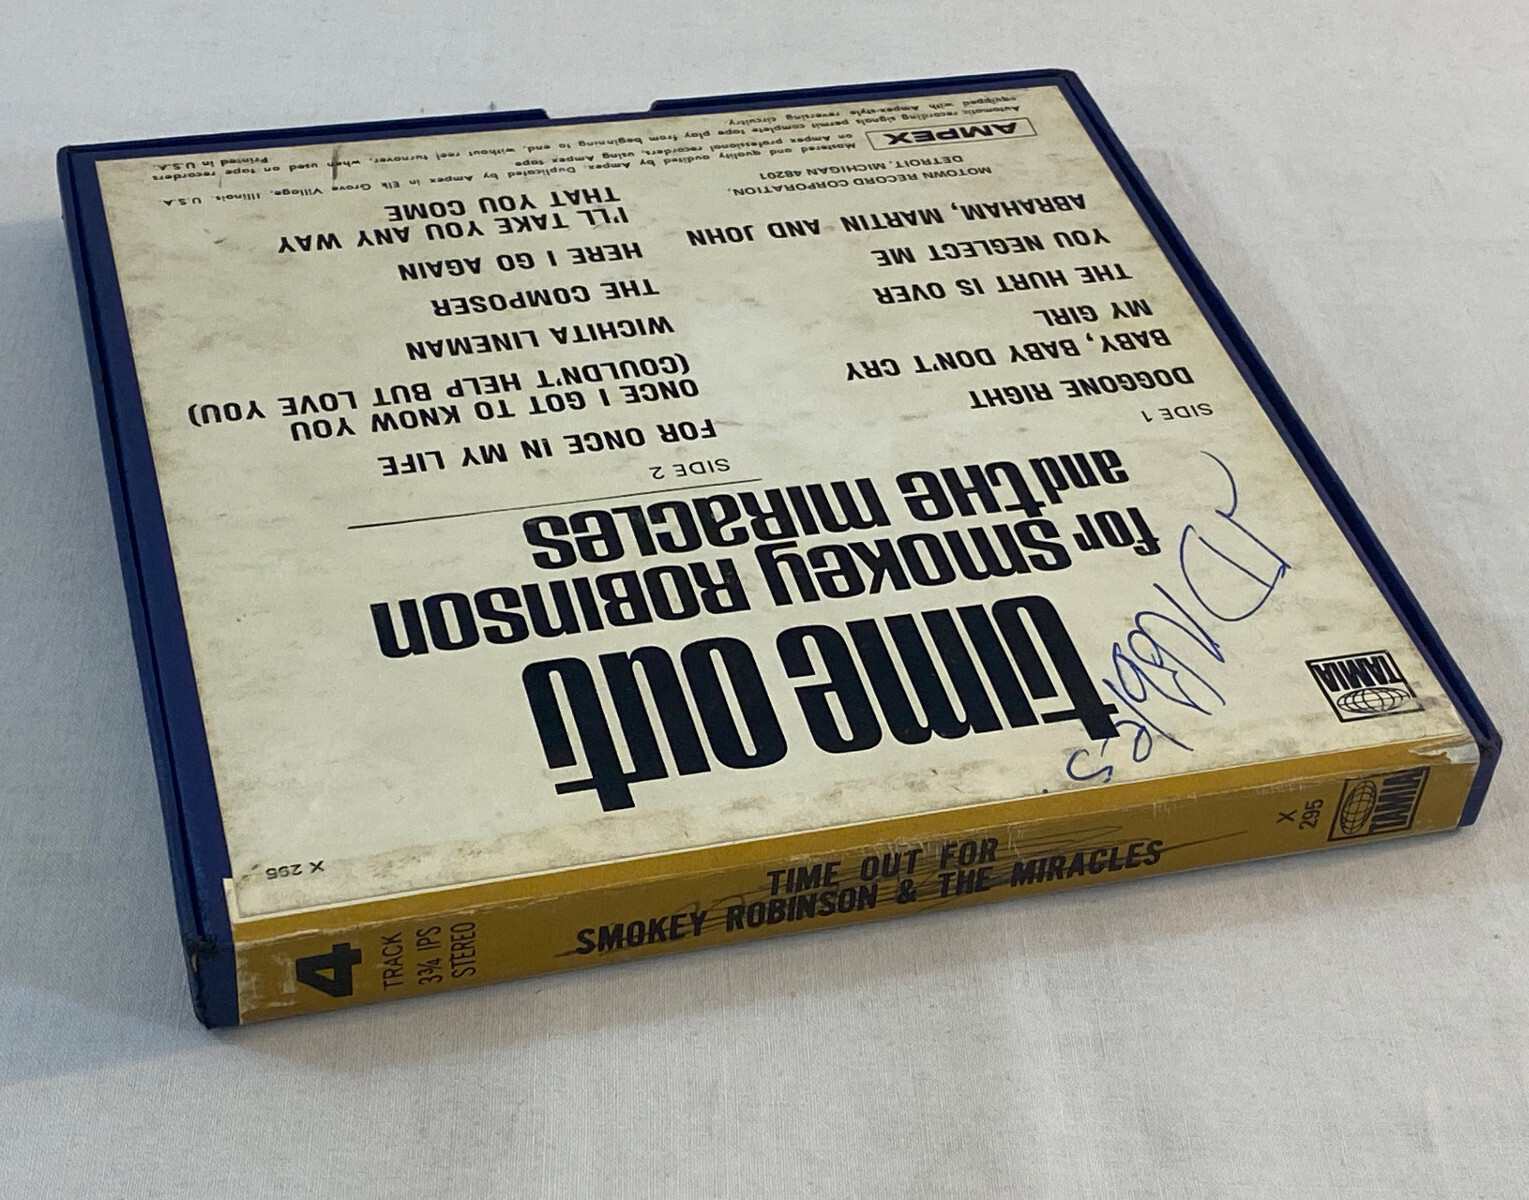 time out
for smokey robinson
and the miracles
SIDE 1
DOGGONE RIGHT
BABY, BABY DON'T CRY
MY GIRL
THE HURT IS OVER
YOU NEGLECT ME
ABRAHAM, MARTIN AND JOHN
SIDE 2
FOR ONCE IN MY LIFE
ONCE I GOT TO KNOW YOU
(COULDN'T HELP BUT LOVE YOU)
WICHITA LINEMAN
THE COMPOSER
HERE I GO AGAIN
I'LL TAKE YOU ANY WAY
THAT YOU COME
MOTOWN RECORD CORPORATION,
DETROIT, MICHIGAN 48201
AMPEX
Mastered and quality audited by Ampex. Duplicated by Ampex in Elk Grove Village, Illinois, U.S.A.
on Ampex professional recorders, using Ampex tape.
Automatic recording signals permit complete tape play from beginning to end, without reel turnover, when used on tape recorders
equipped with Ampex-style reversing circuitry.
Printed in U.S.A.
TAMLA
X 295
4
TRACK
3¾ IPS
STEREO
TIME OUT FOR
SMOKEY ROBINSON & THE MIRACLES
X
295
TAMLA